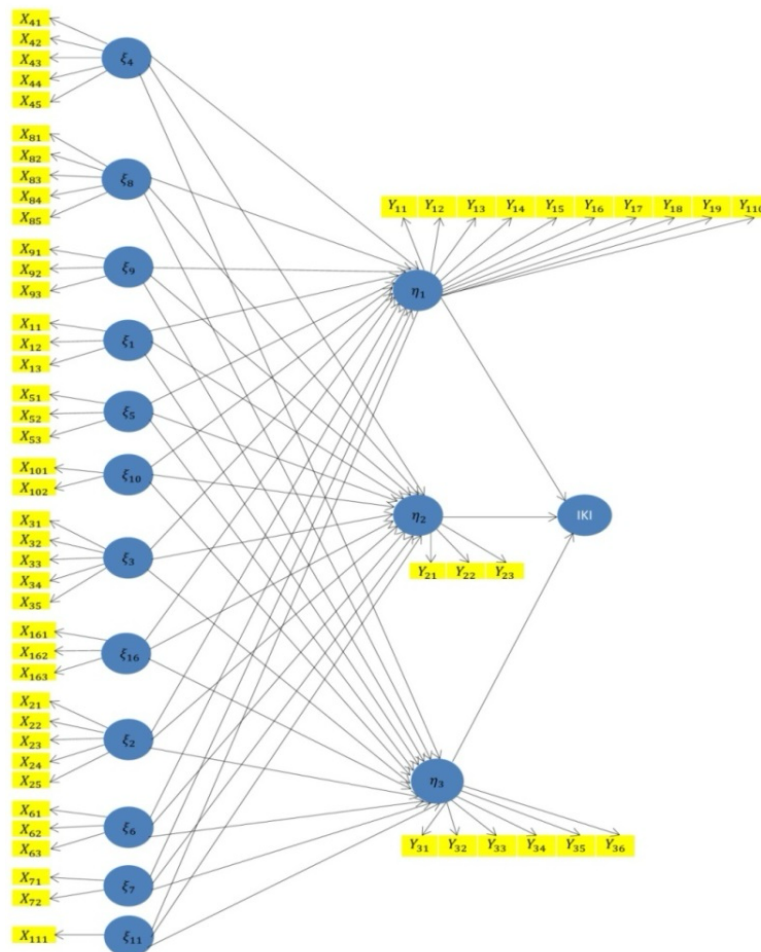 X₄₁
X₄₂
X₄₃
X₄₄
X₄₅
ξ₄
X₈₁
X₈₂
X₈₃
X₈₄
X₈₅
ξ₈
Y₁₁ Y₁₂ Y₁₃ Y₁₄ Y₁₅ Y₁₆ Y₁₇ Y₁₈ Y₁₉ Y₁₁₀
X₉₁
X₉₂
X₉₃
ξ₉
η₁
X₁₁
X₁₂
X₁₃
ξ₁
X₅₁
X₅₂
X₅₃
ξ₅
X₁₀₁
X₁₀₂
ξ₁₀
η₂
IKI
X₃₁
X₃₂
X₃₃
X₃₄
X₃₅
ξ₃
Y₂₁ Y₂₂ Y₂₃
X₁₆₁
X₁₆₂
X₁₆₃
ξ₁₆
X₂₁
X₂₂
X₂₃
X₂₄
X₂₅
ξ₂
η₃
X₆₁
X₆₂
X₆₃
ξ₆
Y₃₁ Y₃₂ Y₃₃ Y₃₄ Y₃₅ Y₃₆
X₇₁
X₇₂
ξ₇
X₁₁₁
ξ₁₁